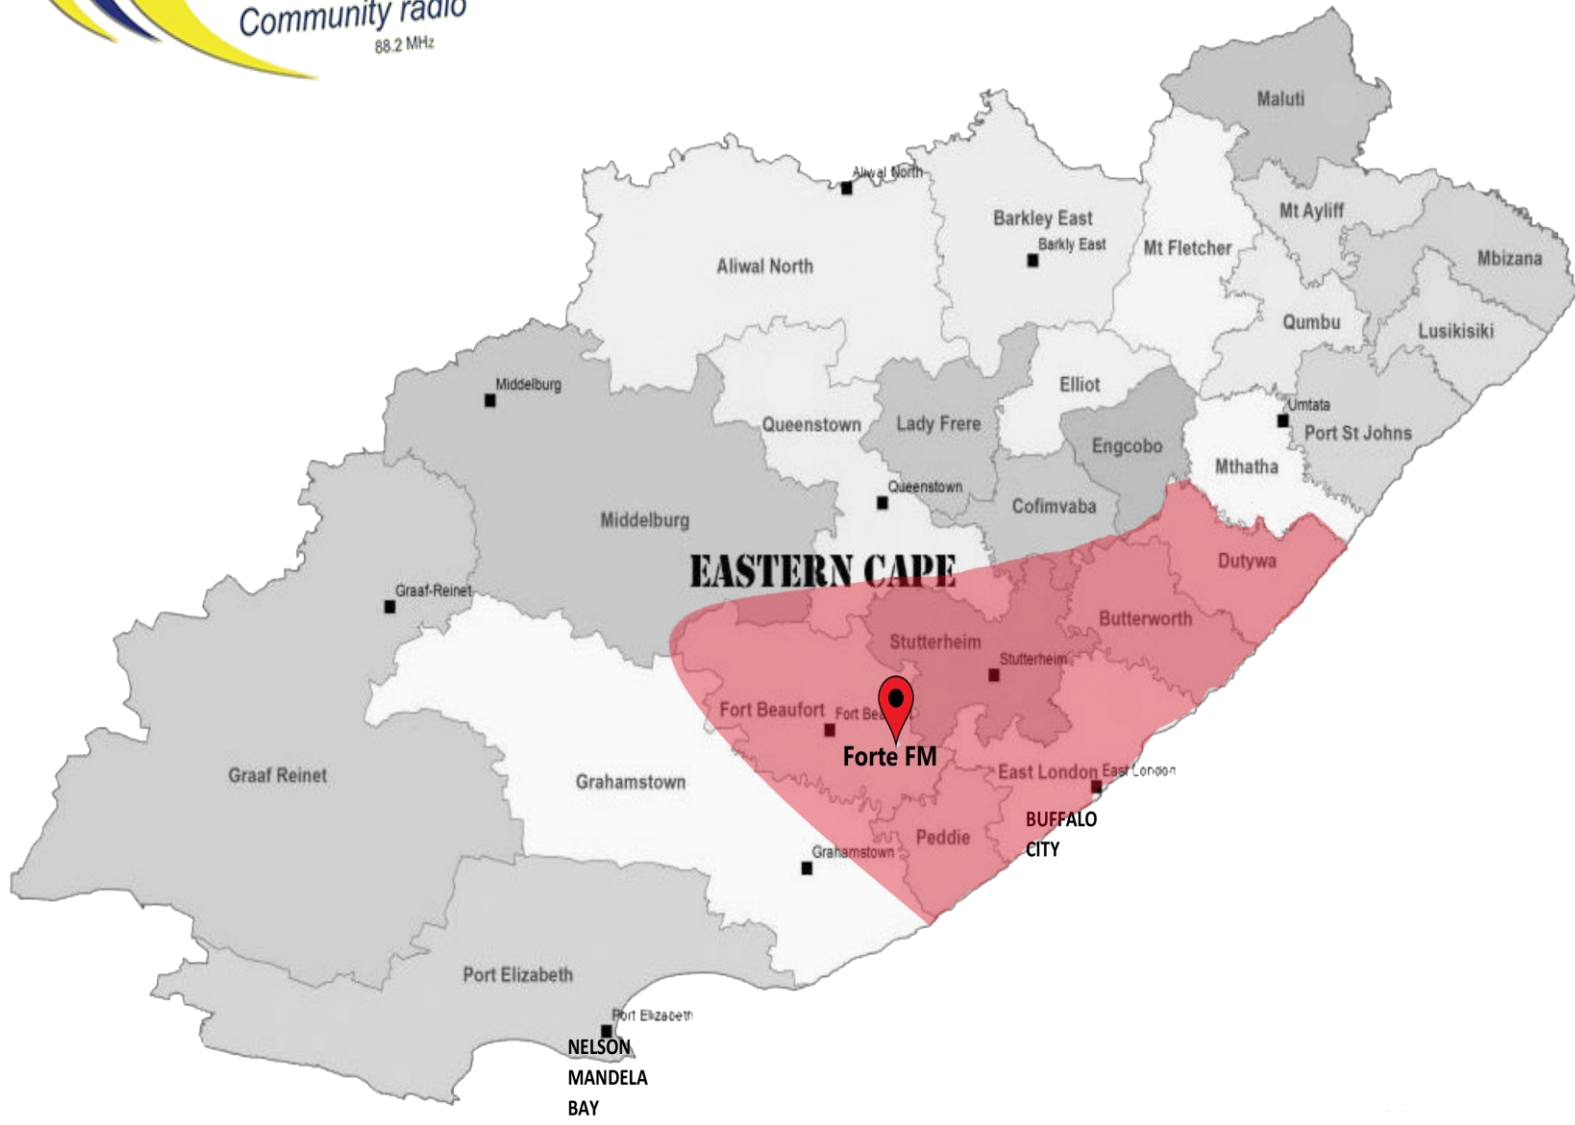 Community radio
88.2 MHz
Maluti
Aliwal North
Mt Ayliff
Barkley East
Barkly East
Mt Fletcher
Mbizana
Aliwal North
Qumbu
Lusikisiki
Middelburg
Elliot
Umtata
Queenstown
Lady Frere
Port St Johns
Engcobo
Mthatha
Queenstown
Cofimvaba
Middelburg
EASTERN CAPE
Dutywa
Graaf-Reinet
Butterworth
Stutterheim
Stutterheim
Fort Beaufort
Fort
Forte FM
Graaf Reinet
Grahamstown
East London
East London
BUFFALO
CITY
Peddie
Grahamstown
Port Elizabeth
Port Elizabeth
NELSON
MANDELA
BAY